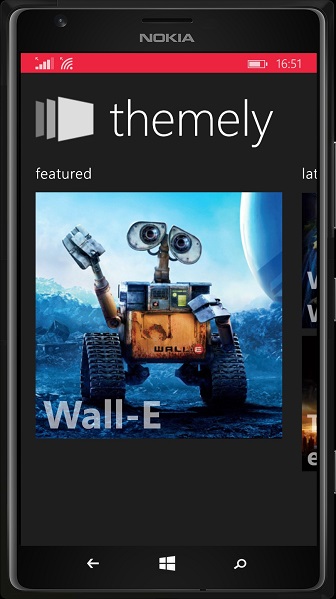 NOKIA
16:51
themely
featured
lat
WALL-E
Wall-E
W
W
T
e